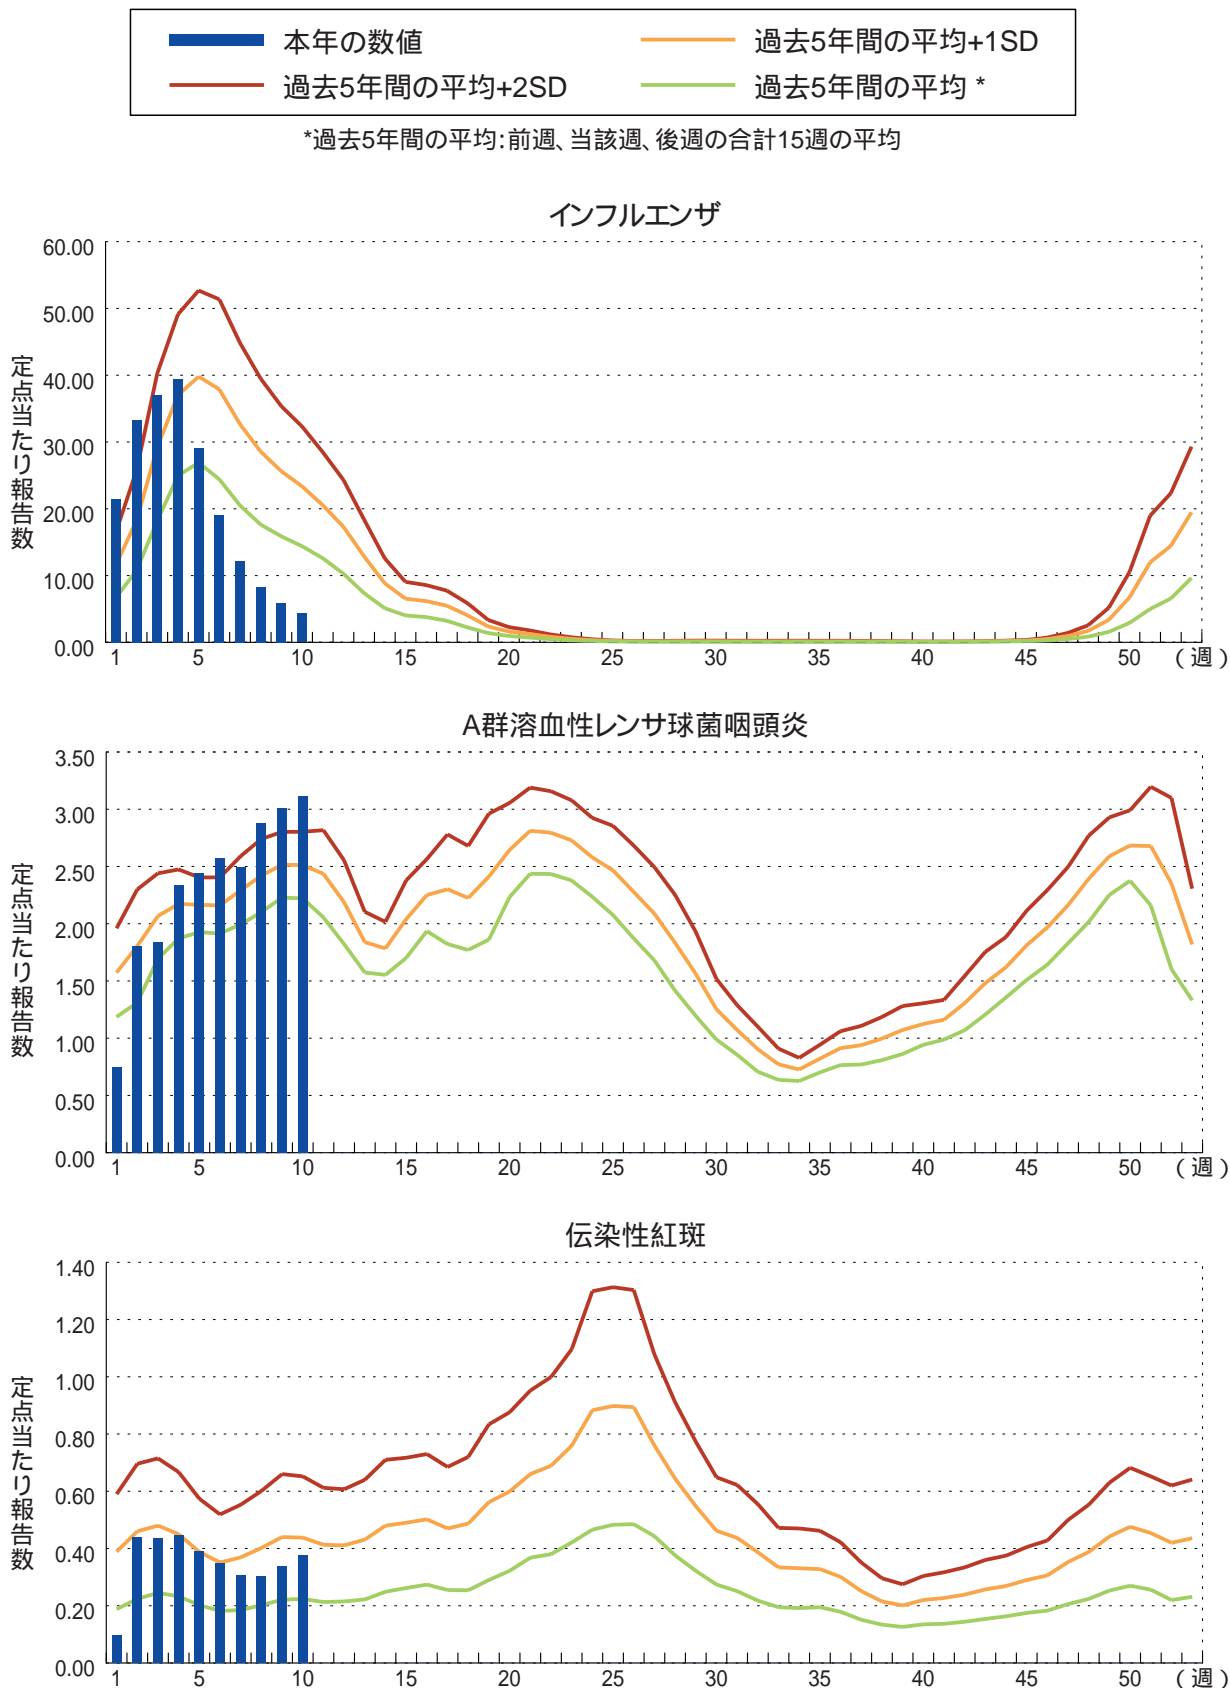 本年の数値
過去5年間の平均+1SD
過去5年間の平均+2SD
過去5年間の平均 *
*過去5年間の平均:前週、当該週、後週の合計15週の平均
インフルエンザ
定点当たり報告数
60.00
50.00
40.00
30.00
20.00
10.00
0.00
1 5 10 15 20 25 30 35 40 45 50 (週)
A群溶血性レンサ球菌咽頭炎
定点当たり報告数
3.50
3.00
2.50
2.00
1.50
1.00
0.50
0.00
1 5 10 15 20 25 30 35 40 45 50 (週)
伝染性紅斑
定点当たり報告数
1.40
1.20
1.00
0.80
0.60
0.40
0.20
0.00
1 5 10 15 20 25 30 35 40 45 50 (週)